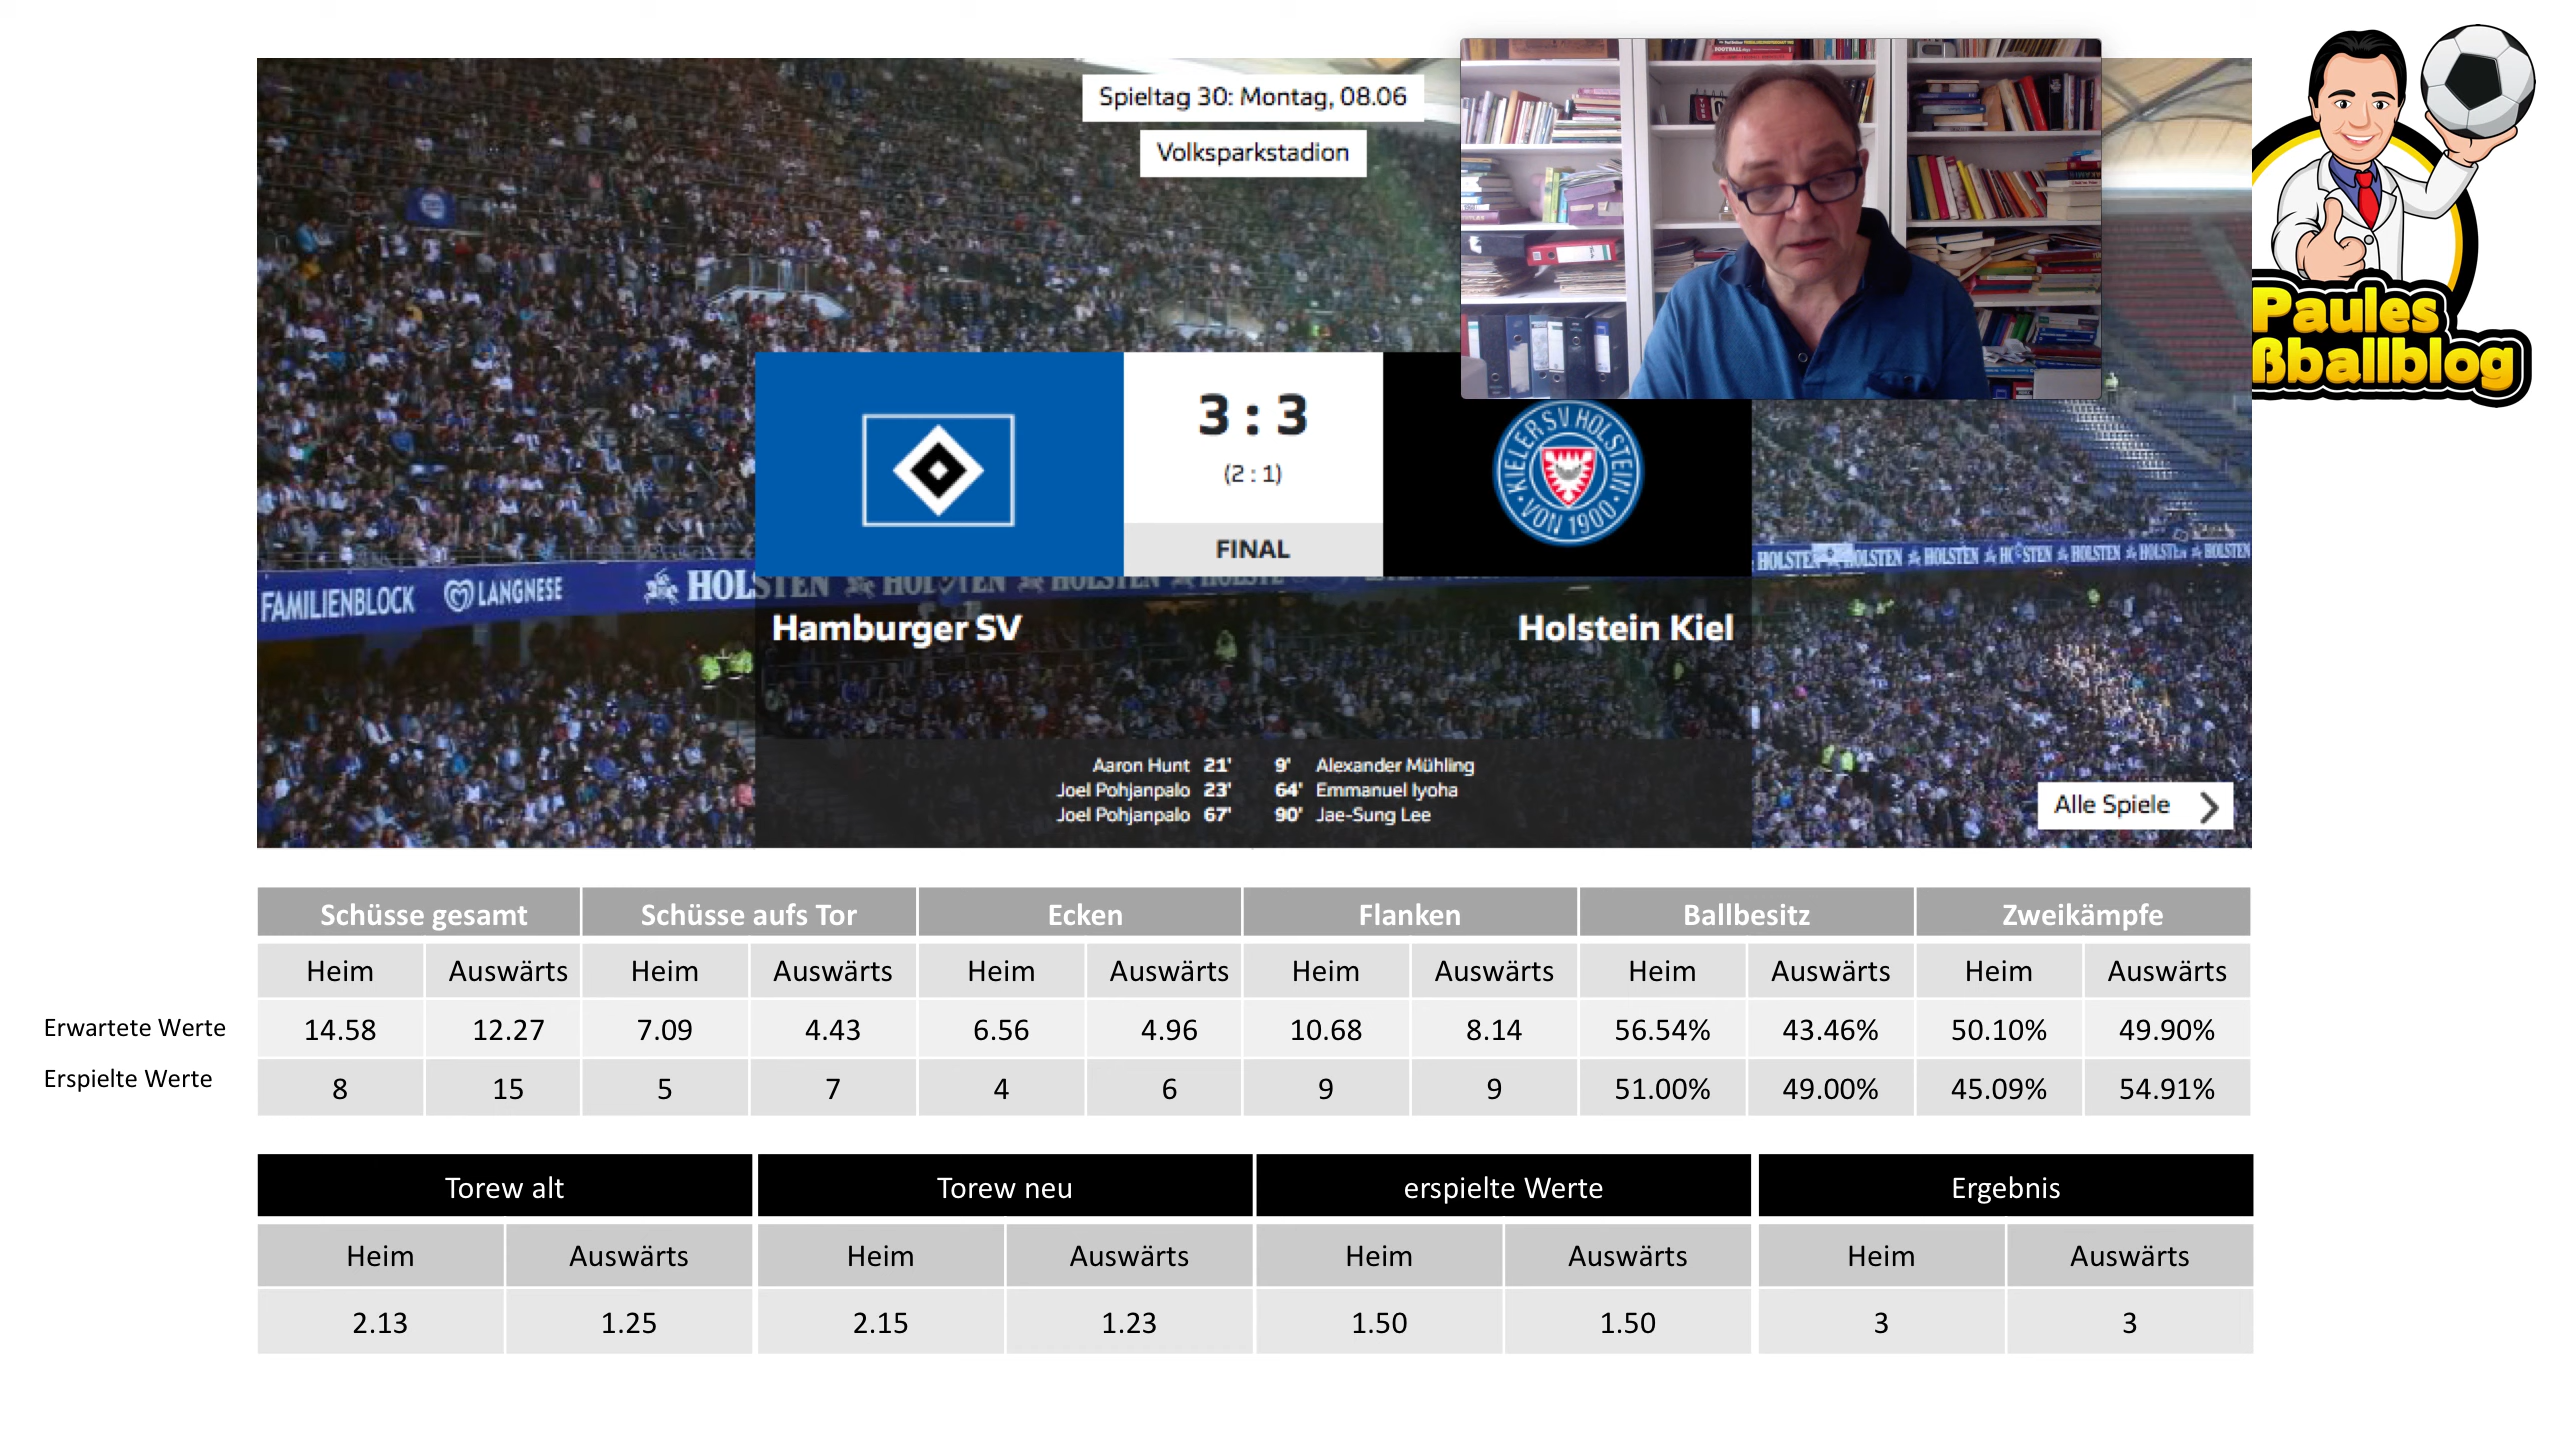 Spieltag 30: Montag, 08.06
Volksparkstadion
Paules
ßballblog
3 : 3
(2 : 1)
FINAL
KIELER SV HOLSTEIN
VON 1900
FAMILIENBLOCK LANGNESE HOLSTEN HOLSTEN HOLSTEN
HOLSTEN HOLSTEN HOLSTEN HOLSTEN HOLSTEN
Hamburger SV Holstein Kiel
Aaron Hunt 21' 9' Alexander Mühling
Joel Pohjanpalo 23' 64' Emmanuel Iyoha
Joel Pohjanpalo 67' 90' Jae-Sung Lee
Alle Spiele
Schüsse gesamt Schüsse aufs Tor Ecken Flanken Ballbesitz Zweikämpfe
Heim Auswärts Heim Auswärts Heim Auswärts Heim Auswärts Heim Auswärts Heim Auswärts
Erwartete Werte 14.58 12.27 7.09 4.43 6.56 4.96 10.68 8.14 56.54% 43.46% 50.10% 49.90%
Erspielte Werte 8 15 5 7 4 6 9 9 51.00% 49.00% 45.09% 54.91%
Torew alt Torew neu erspielte Werte Ergebnis
Heim Auswärts Heim Auswärts Heim Auswärts Heim Auswärts
2.13 1.25 2.15 1.23 1.50 1.50 3 3